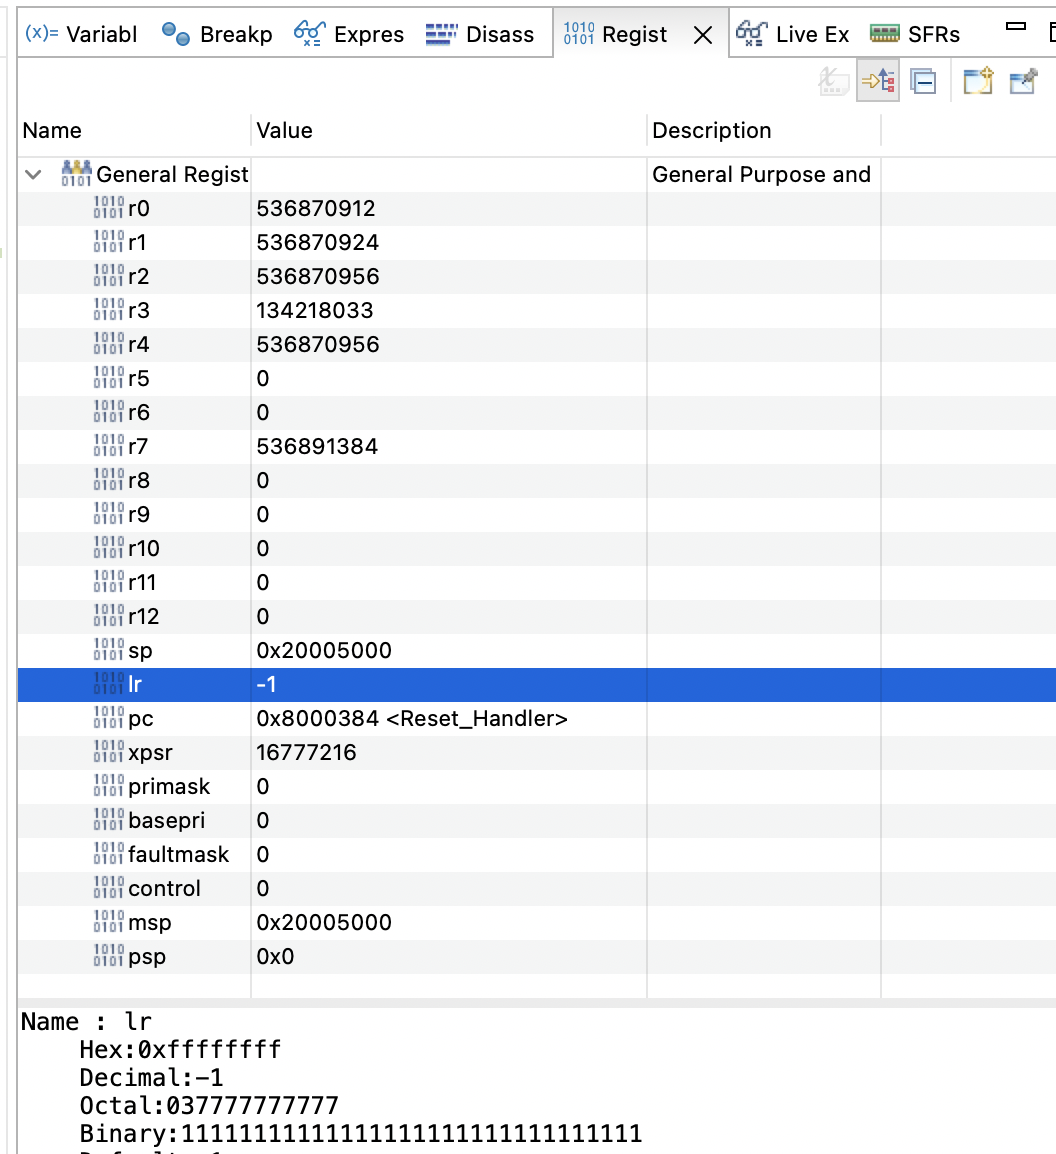 (x)= Variabl Breakp Expres Disass 1010 0101 Regist Live Ex SFRs
Name Value Description
General Regist General Purpose and
r0 536870912
r1 536870924
r2 536870956
r3 134218033
r4 536870956
r5 0
r6 0
r7 536891384
r8 0
r9 0
r10 0
r11 0
r12 0
sp 0x20005000
lr -1
pc 0x8000384 <Reset_Handler>
xpsr 16777216
primask 0
basepri 0
faultmask 0
control 0
msp 0x20005000
psp 0x0
Name : lr
Hex:0xffffffff
Decimal:-1
Octal:037777777777
Binary:11111111111111111111111111111111